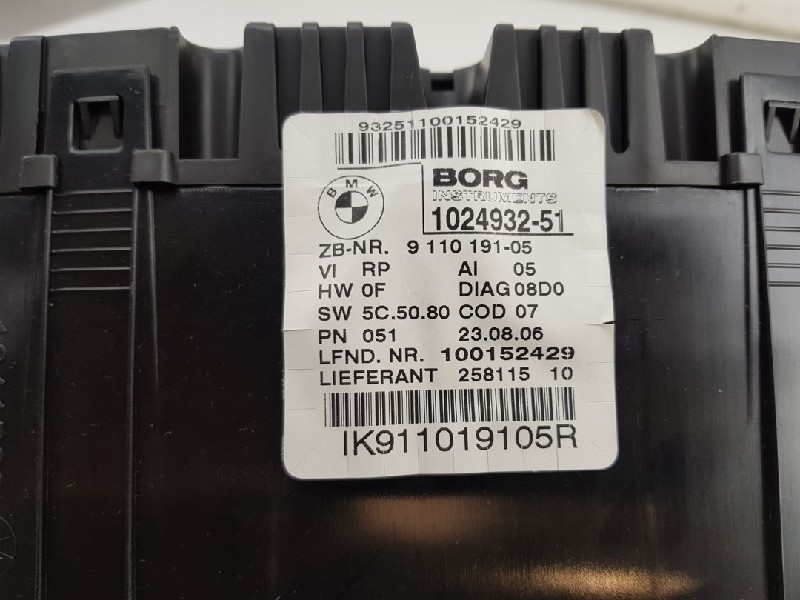 93251100152429
BMW
BORG
INSTRUMENTS
1024932-51
ZB-NR. 9 110 191-05
VI RP AI 05
HW 0F DIAG 08D0
SW 5C.50.80 COD 07
PN 051 23.08.06
LFND. NR. 100152429
LIEFERANT 258115 10
IK911019105R